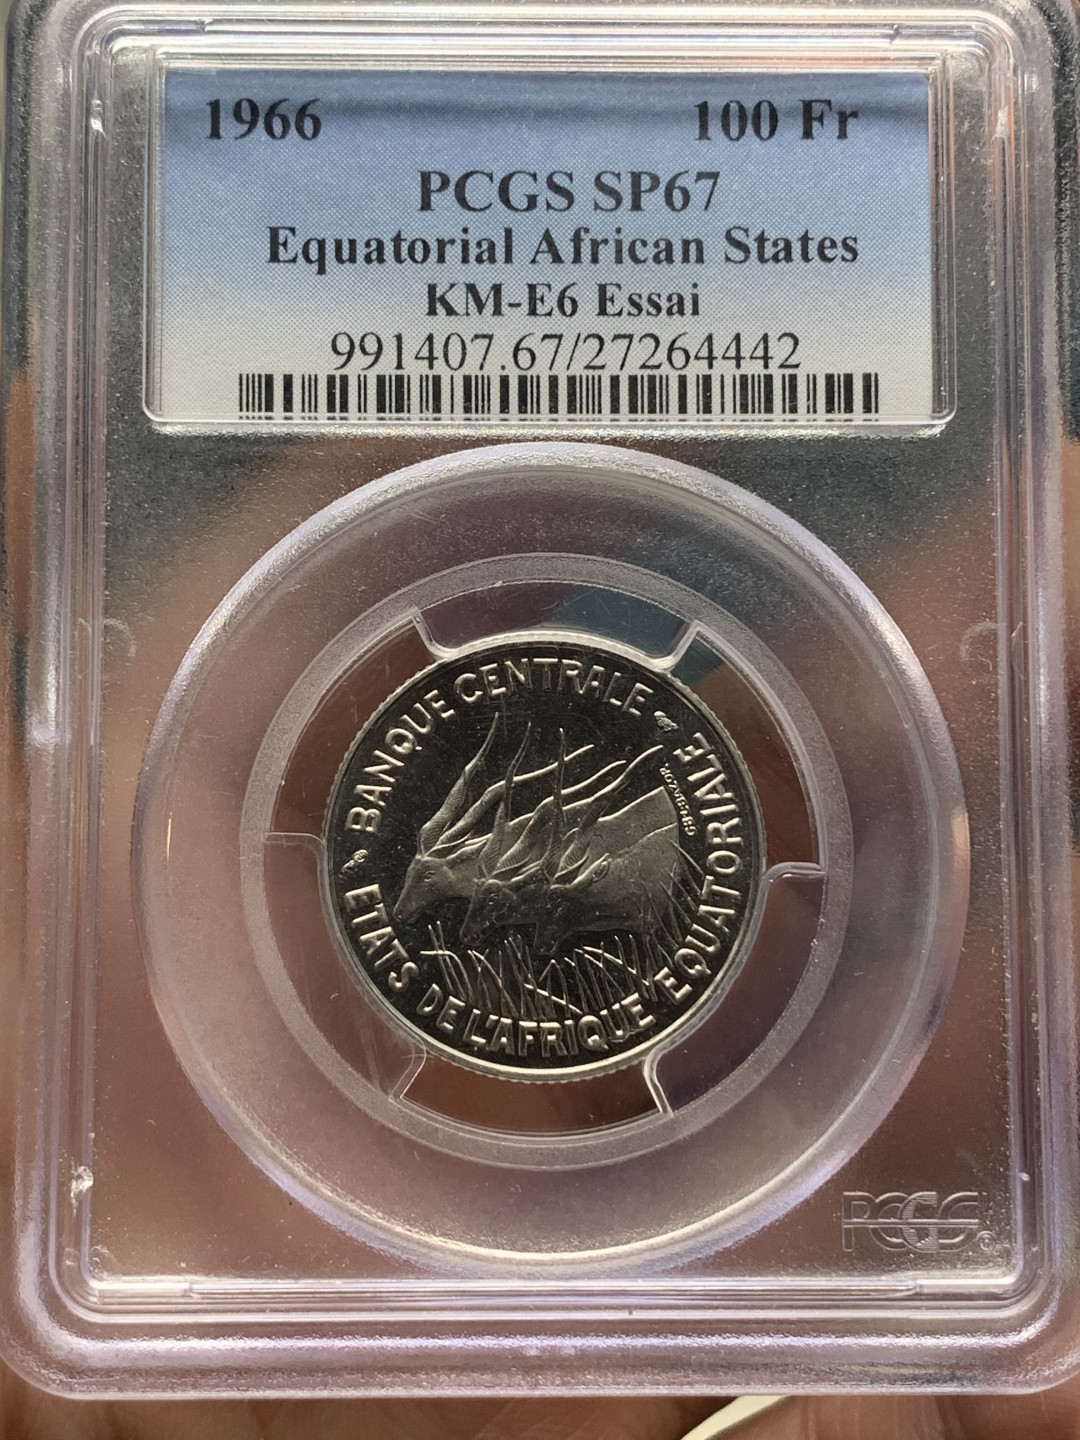 1966 100 Fr
PCGS SP67
Equatorial African States
KM-E6 Essai
991407.67/27264442
BANQUE CENTRALE
ETATS DE L'AFRIQUE EQUATORIALE
G.B.L.BAZOR
PCGS